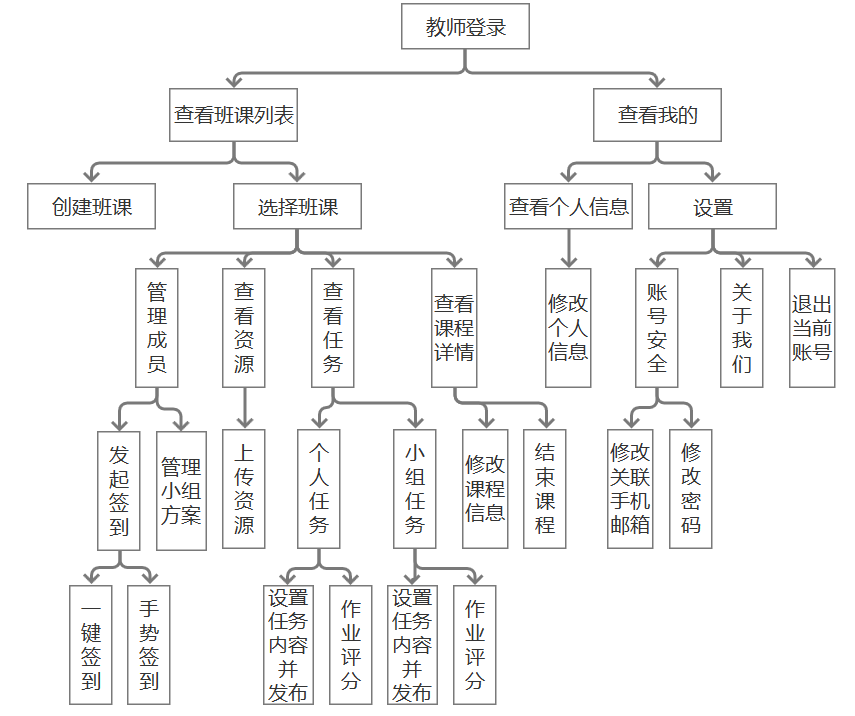 教师登录
查看班课列表
查看我的
创建班课
选择班课
查看个人信息
设置
管理成员
查看资源
查看任务
查看
课程
详情
修改
个人
信息
账号安全
关于我们
退出
当前
账号
发起签到
管理
小组
方案
上传资源
个人任务
小组任务
修改
课程
信息
结束课程
修改
关联
手机
邮箱
修改密码
一键签到
手势签到
设置
任务
内容
并
发布
作业评分
设置
任务
内容
并
发布
作业评分